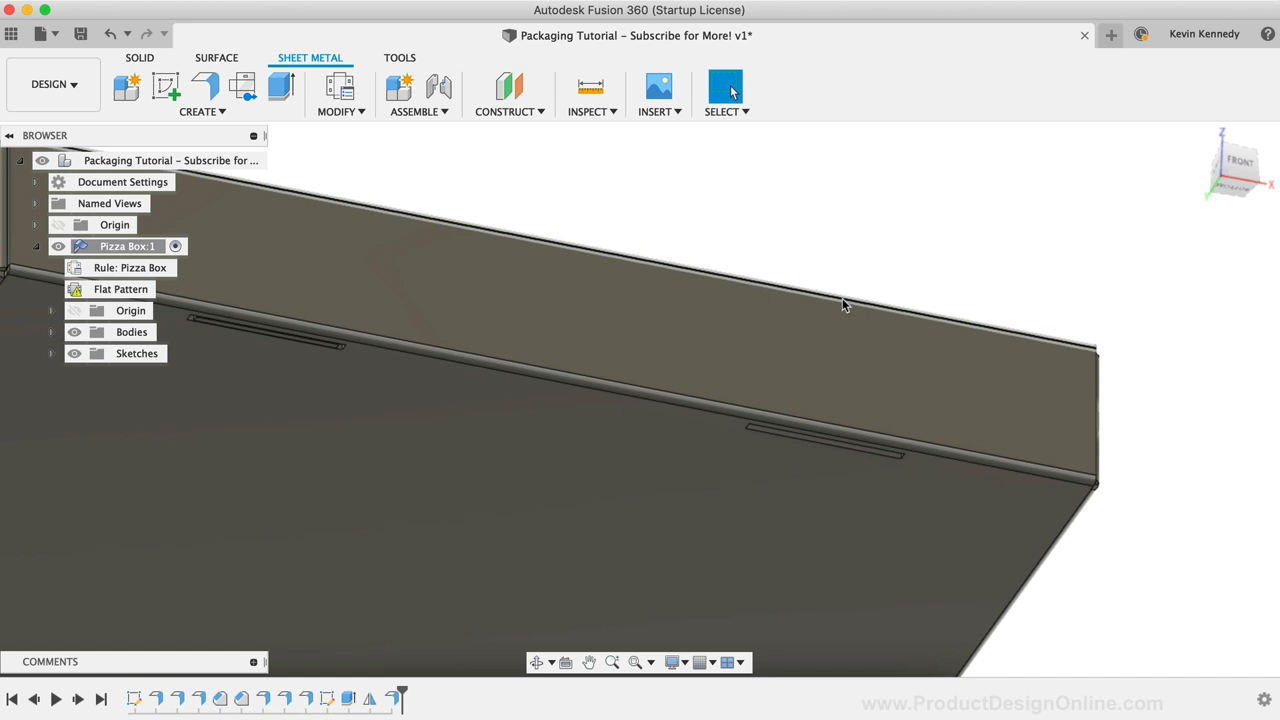 Autodesk Fusion 360 (Startup License)
Packaging Tutorial – Subscribe for More! v1*
Kevin Kennedy
SOLID SURFACE SHEET METAL TOOLS
DESIGN
CREATE MODIFY ASSEMBLE CONSTRUCT INSPECT INSERT SELECT
BROWSER
Packaging Tutorial – Subscribe for ...
Document Settings
Named Views
Origin
Pizza Box:1
Rule: Pizza Box
Flat Pattern
Origin
Bodies
Sketches
Z
FRONT
X
Y
COMMENTS
www.ProductDesignOnline.com